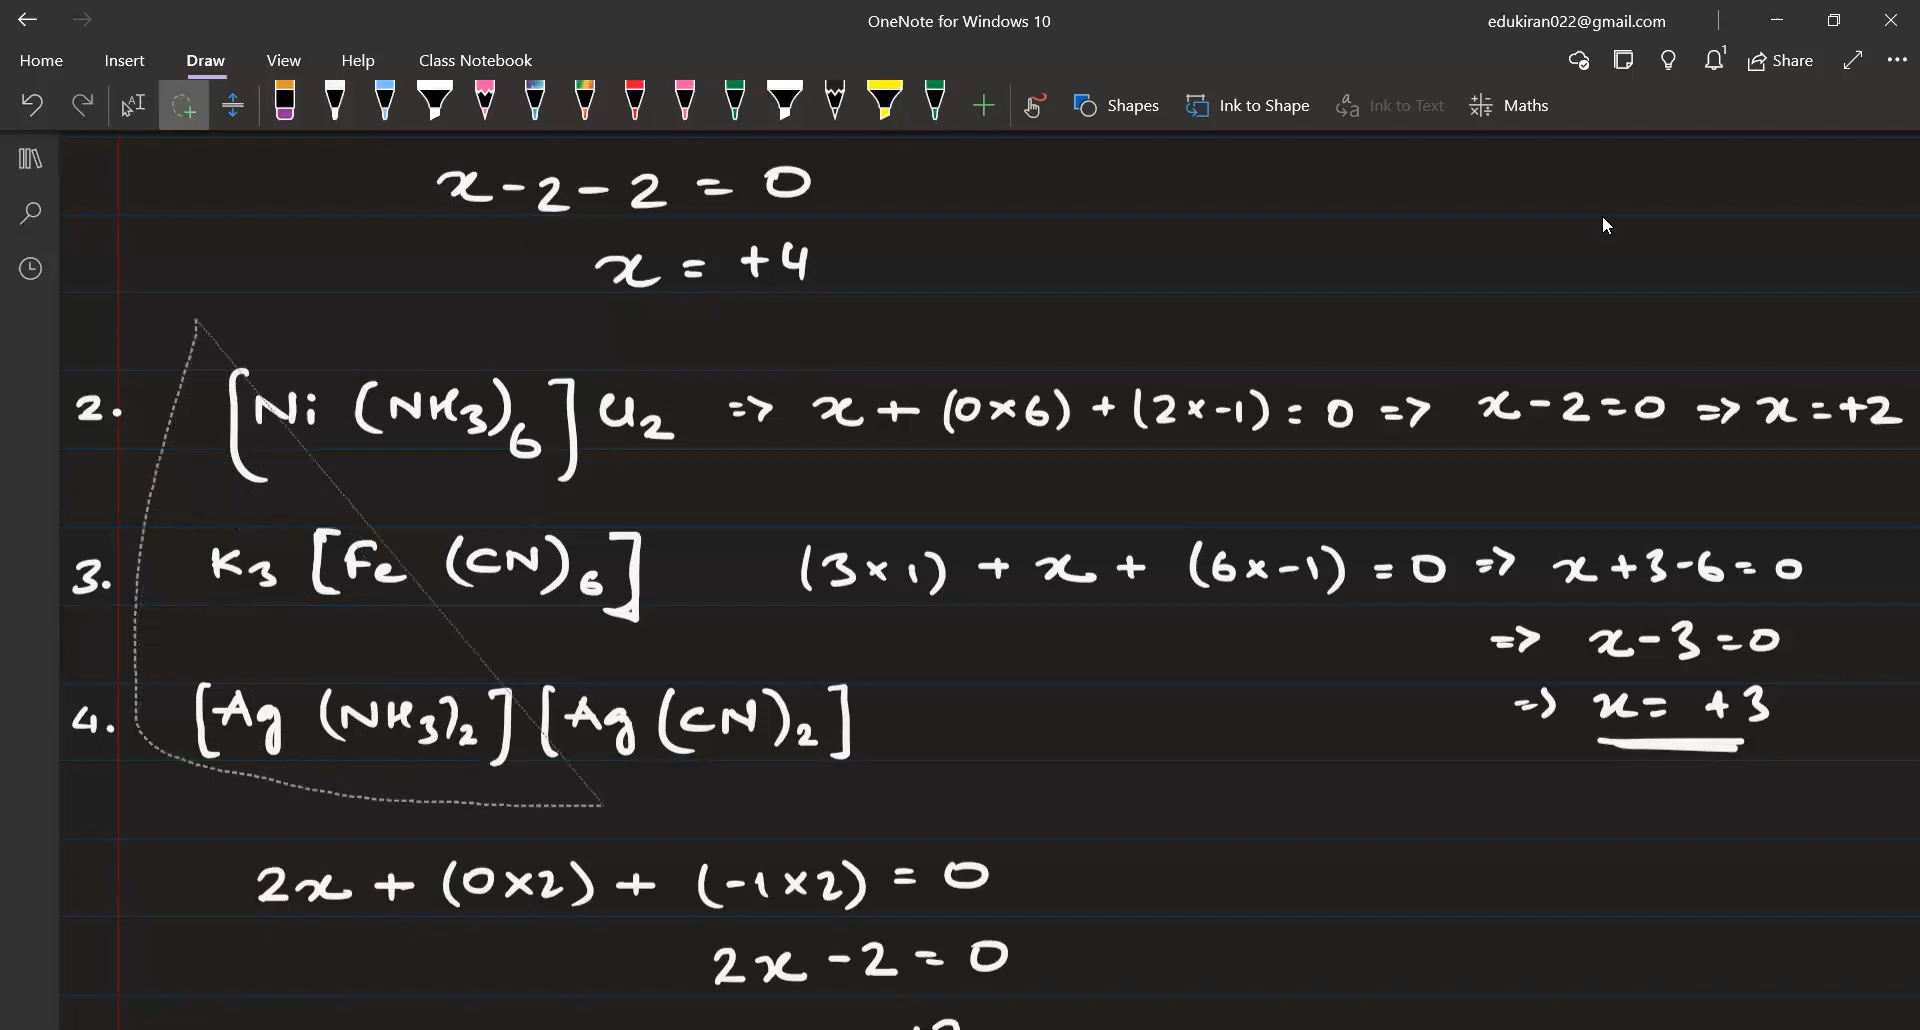 OneNote for Windows 10
edukiran022@gmail.com
Home Insert Draw View Help Class Notebook
1 Share
Shapes Ink to Shape Ink to Text Maths
x - 2 - 2 = 0
x = +4
2. [Ni (NH3)6] Cl2 => x + (0×6) + (2×-1) = 0 => x - 2 = 0 => x = +2
3. K3 [Fe (CN)6] (3×1) + x + (6×-1) = 0 => x + 3 - 6 = 0
=> x - 3 = 0
=> x = +3
4. [Ag (NH3)2] [Ag (CN)2]
2x + (0×2) + (-1×2) = 0
2x - 2 = 0